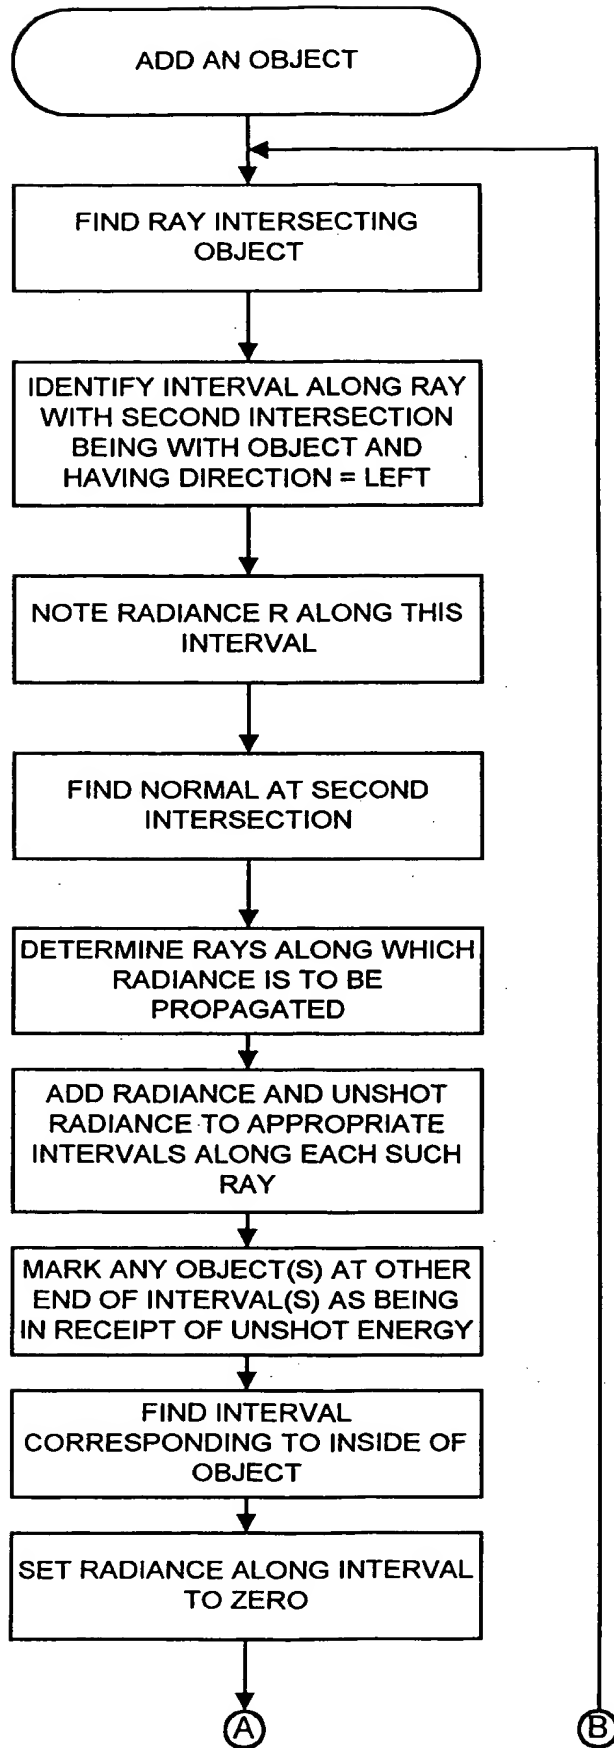 ADD AN OBJECT
FIND RAY INTERSECTING
OBJECT
IDENTIFY INTERVAL ALONG RAY
WITH SECOND INTERSECTION
BEING WITH OBJECT AND
HAVING DIRECTION = LEFT
NOTE RADIANCE R ALONG THIS
INTERVAL
FIND NORMAL AT SECOND
INTERSECTION
DETERMINE RAYS ALONG WHICH
RADIANCE IS TO BE
PROPAGATED
ADD RADIANCE AND UNSHOT
RADIANCE TO APPROPRIATE
INTERVALS ALONG EACH SUCH
RAY
MARK ANY OBJECT(S) AT OTHER
END OF INTERVAL(S) AS BEING
IN RECEIPT OF UNSHOT ENERGY
FIND INTERVAL
CORRESPONDING TO INSIDE OF
OBJECT
SET RADIANCE ALONG INTERVAL
TO ZERO
A
B